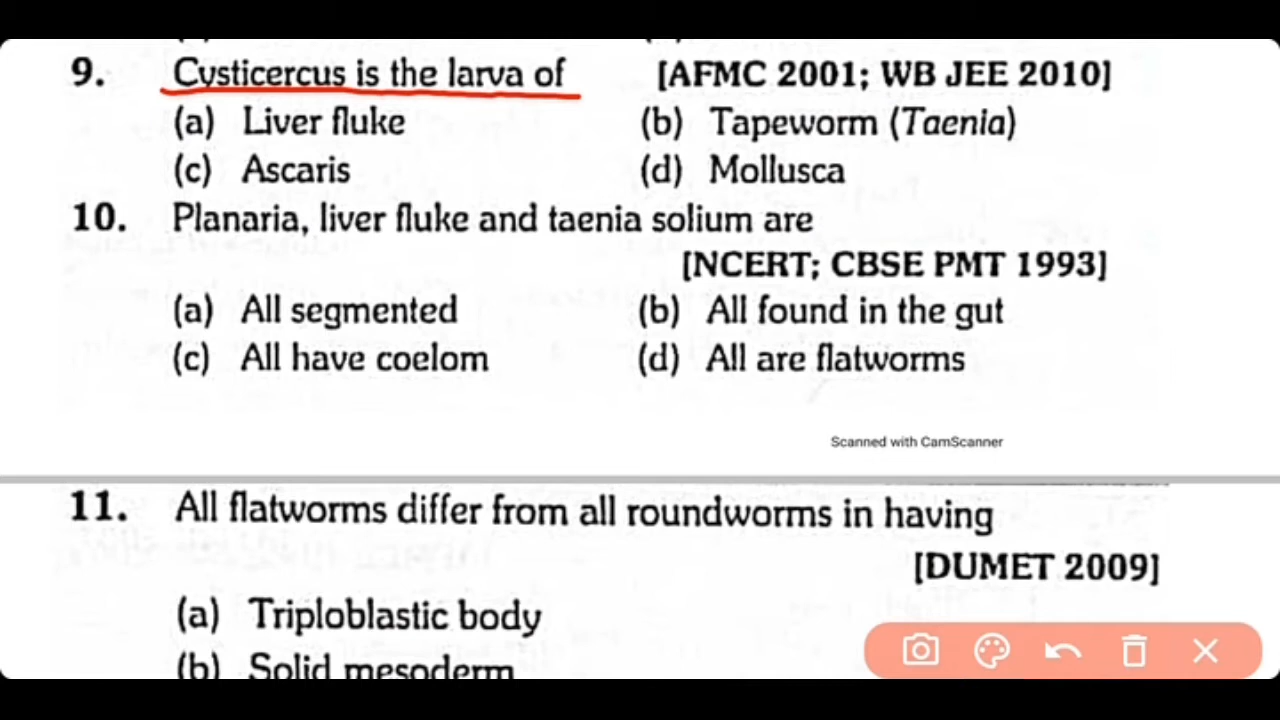 9. Cysticercus is the larva of [AFMC 2001; WB JEE 2010]
(a) Liver fluke (b) Tapeworm (Taenia)
(c) Ascaris (d) Mollusca
10. Planaria, liver fluke and taenia solium are
[NCERT; CBSE PMT 1993]
(a) All segmented (b) All found in the gut
(c) All have coelom (d) All are flatworms
Scanned with CamScanner
11. All flatworms differ from all roundworms in having
[DUMET 2009]
(a) Triploblastic body
(b) Solid mesoderm